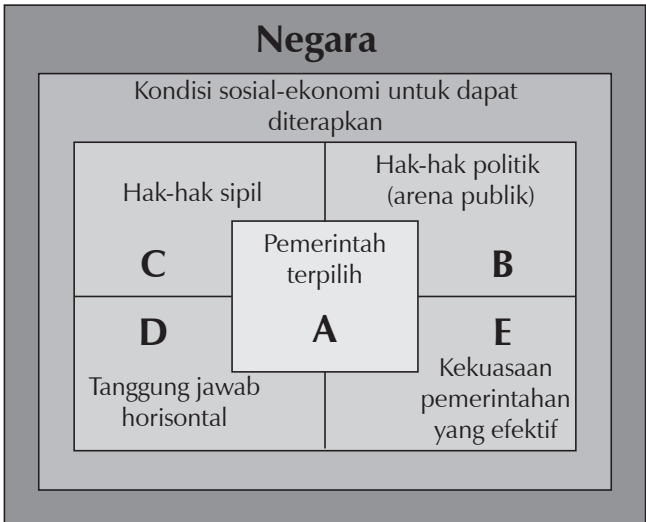 Negara
Kondisi sosial-ekonomi untuk dapat
diterapkan
Hak-hak sipil
C
Hak-hak politik
(arena publik)
B
Pemerintah
terpilih
A
D
Tanggung jawab
horisontal
E
Kekuasaan
pemerintahan
yang efektif